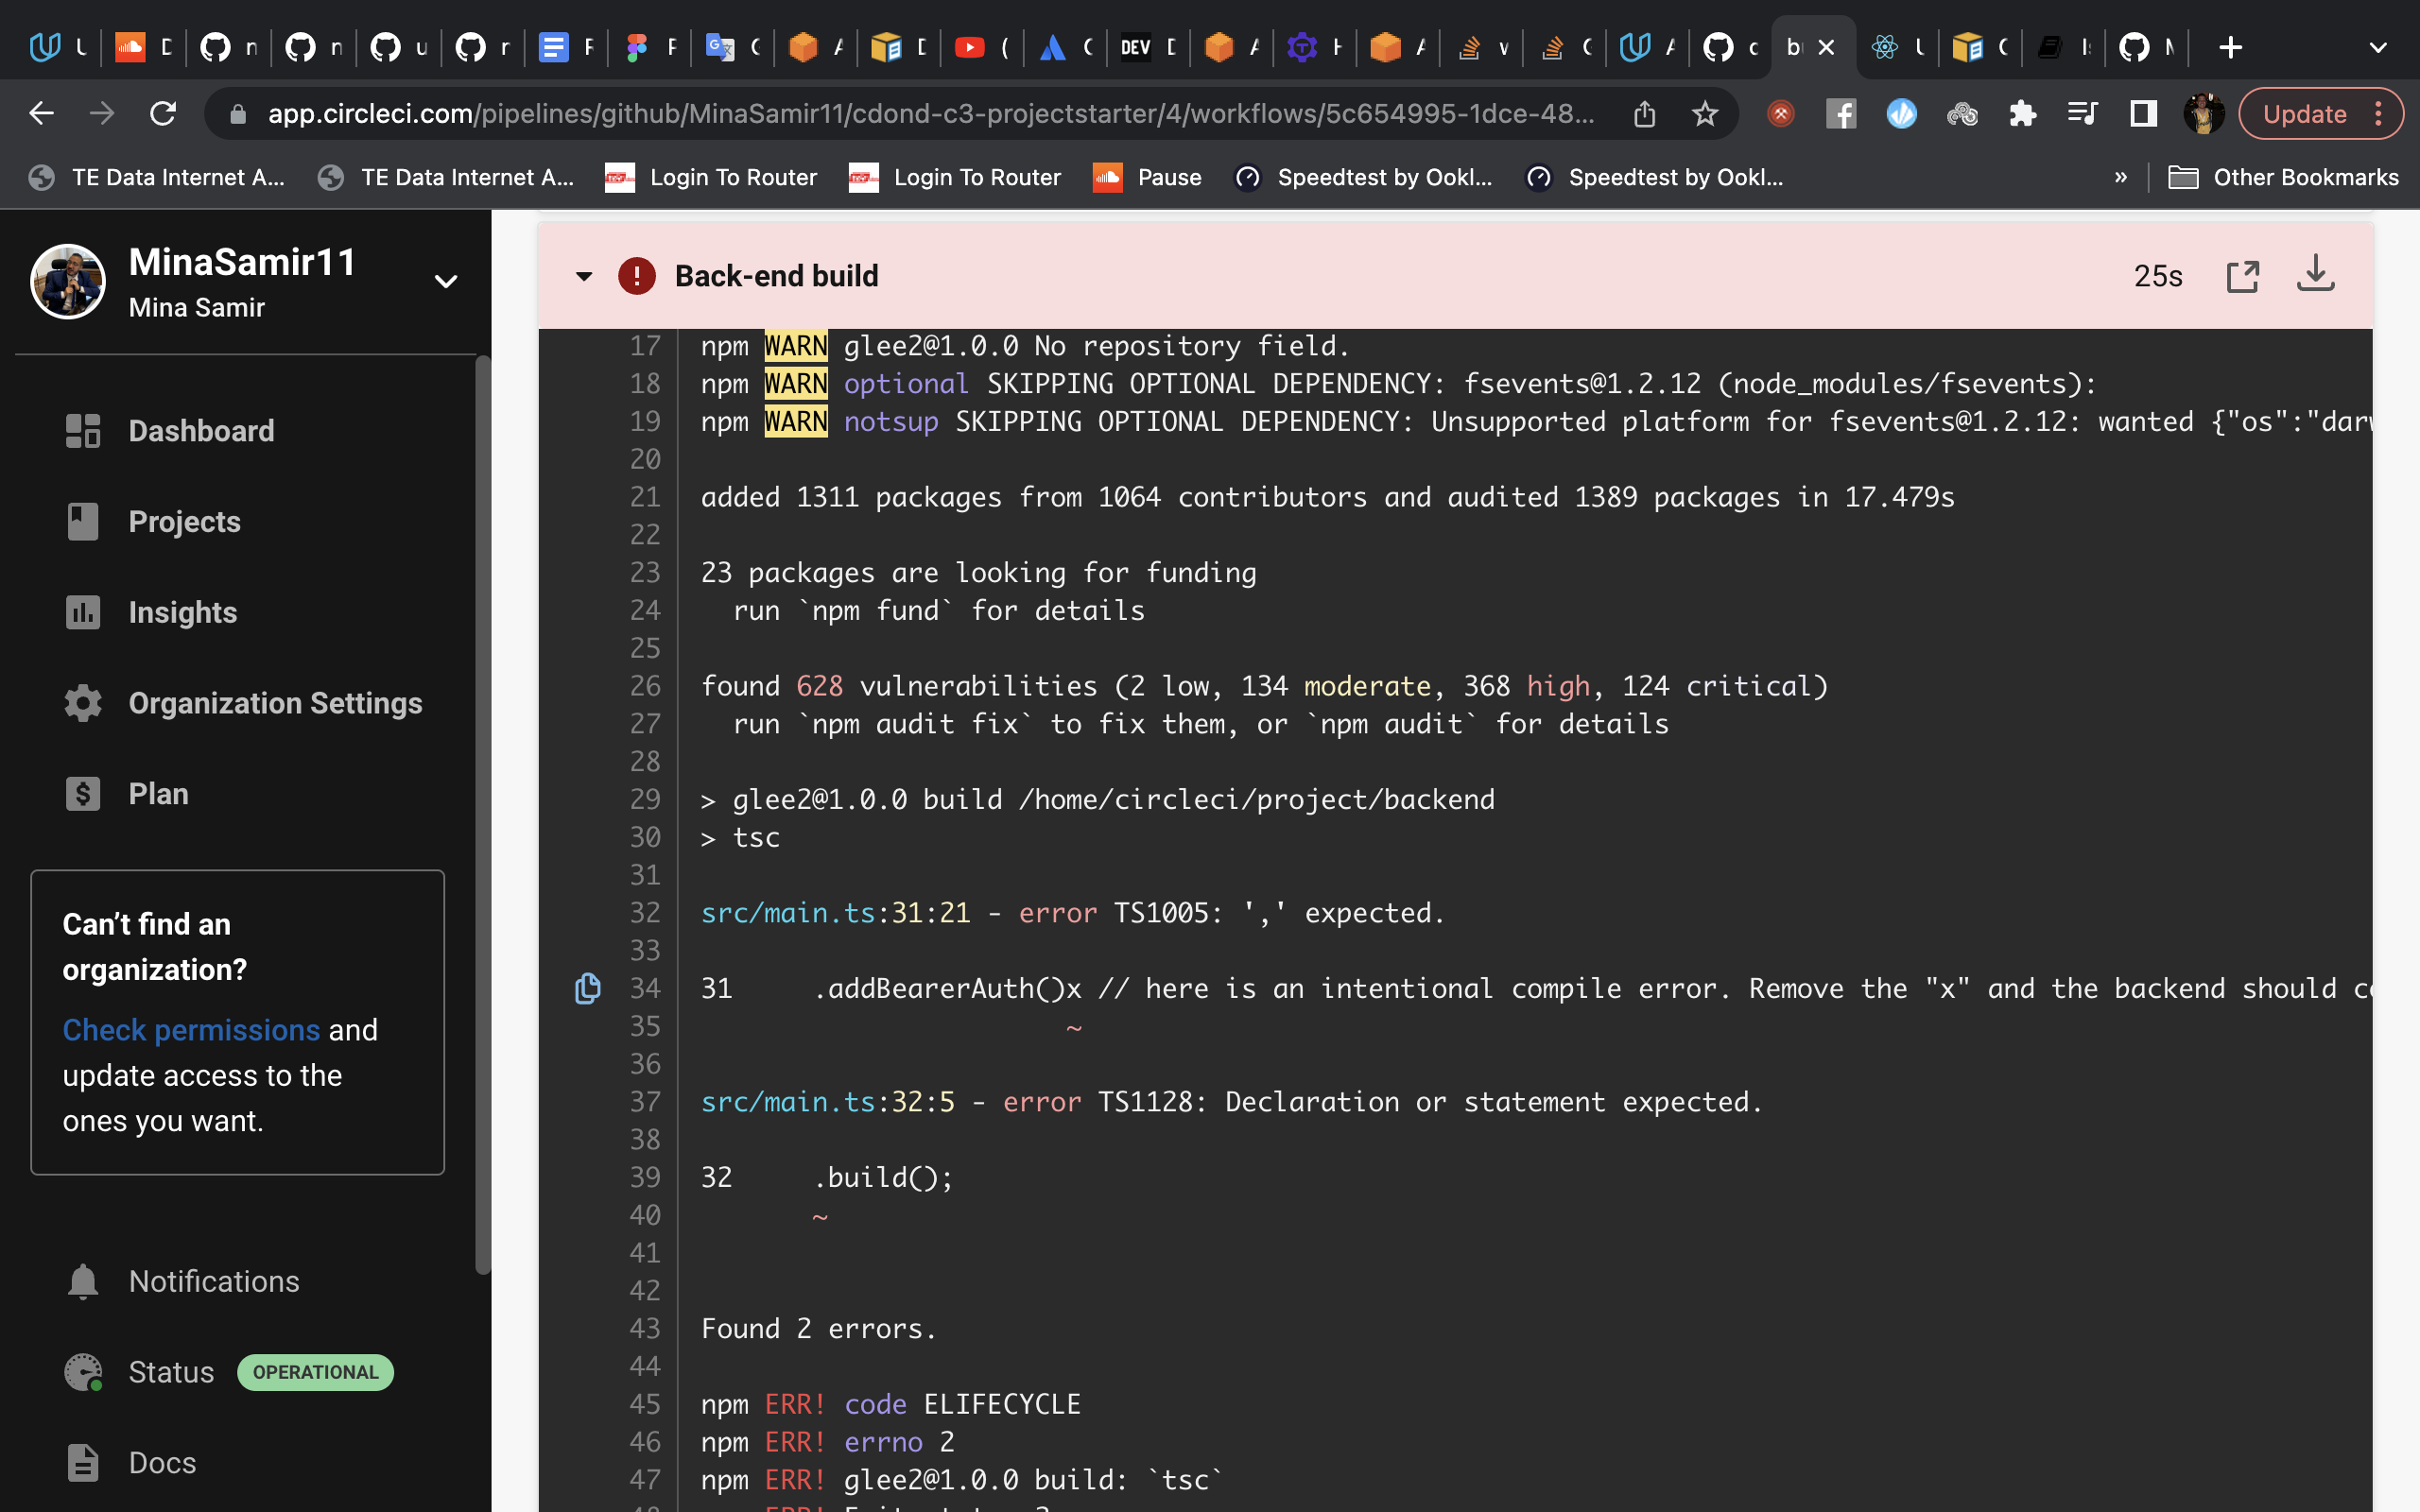 app.circleci.com/pipelines/github/MinaSamir11/cdond-c3-projectstarter/4/workflows/5c654995-1dce-48...
Update
TE Data Internet A...
TE Data Internet A...
Login To Router
Login To Router
Pause
Speedtest by Ookl...
Speedtest by Ookl...
»
Other Bookmarks
MinaSamir11
Mina Samir
Dashboard
Projects
Insights
Organization Settings
Plan
Can’t find an
organization?
Check permissions and
update access to the
ones you want.
Notifications
Status OPERATIONAL
Docs
Back-end build
25s
17 npm WARN glee2@1.0.0 No repository field.
18 npm WARN optional SKIPPING OPTIONAL DEPENDENCY: fsevents@1.2.12 (node_modules/fsevents):
19 npm WARN notsup SKIPPING OPTIONAL DEPENDENCY: Unsupported platform for fsevents@1.2.12: wanted {"os":"dar
20
21 added 1311 packages from 1064 contributors and audited 1389 packages in 17.479s
22
23 23 packages are looking for funding
24 run `npm fund` for details
25
26 found 628 vulnerabilities (2 low, 134 moderate, 368 high, 124 critical)
27 run `npm audit fix` to fix them, or `npm audit` for details
28
29 > glee2@1.0.0 build /home/circleci/project/backend
30 > tsc
31
32 src/main.ts:31:21 - error TS1005: ',' expected.
33
34 31 .addBearerAuth()x // here is an intentional compile error. Remove the "x" and the backend should c
35 ~
36
37 src/main.ts:32:5 - error TS1128: Declaration or statement expected.
38
39 32 .build();
40 ~
41
42
43 Found 2 errors.
44
45 npm ERR! code ELIFECYCLE
46 npm ERR! errno 2
47 npm ERR! glee2@1.0.0 build: `tsc`